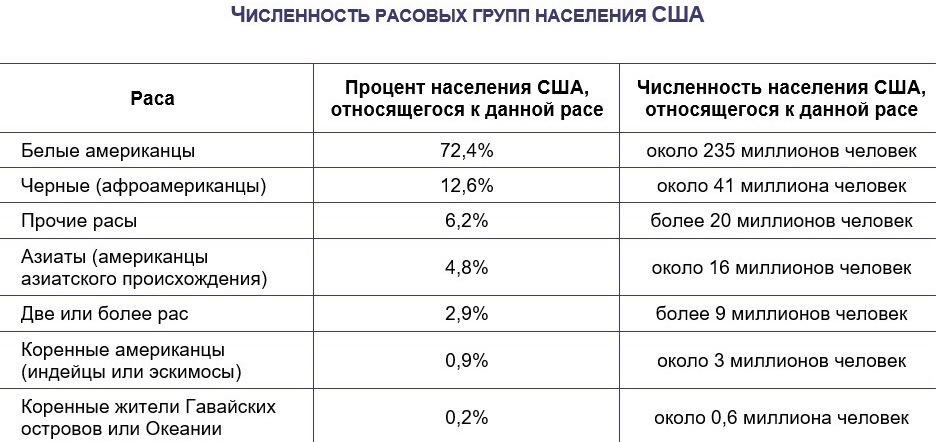 Численность расовых групп населения США
Раса
Процент населения США,
относящегося к данной расе
Численность населения США,
относящегося к данной расе
Белые американцы
72,4%
около 235 миллионов человек
Черные (афроамериканцы)
12,6%
около 41 миллиона человек
Прочие расы
6,2%
более 20 миллионов человек
Азиаты (американцы
азиатского происхождения)
4,8%
около 16 миллионов человек
Две или более рас
2,9%
более 9 миллионов человек
Коренные американцы
(индейцы или эскимосы)
0,9%
около 3 миллионов человек
Коренные жители Гавайских
островов или Океании
0,2%
около 0,6 миллиона человек